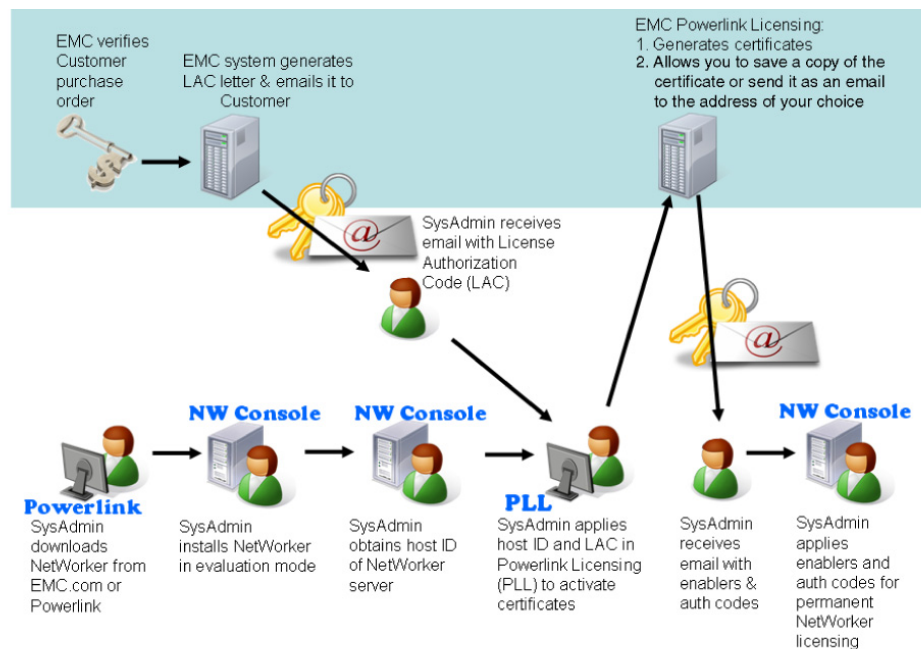 EMC verifies
Customer
purchase
order
EMC system generates
LAC letter & emails it to
Customer
EMC Powerlink Licensing:
1. Generates certificates
2. Allows you to save a copy of the
certificate or send it as an email
to the address of your choice
$
@
SysAdmin receives
email with License
Authorization
Code (LAC)
@
NW Console
NW Console
NW Console
Powerlink
SysAdmin
downloads
NetWorker from
EMC.com or
Powerlink
SysAdmin
installs NetWorker
in evaluation mode
SysAdmin
obtains host ID
of NetWorker
server
PLL
SysAdmin applies
host ID and LAC in
Powerlink Licensing
(PLL) to activate
certificates
SysAdmin
receives
email with
enablers &
auth codes
SysAdmin
applies
enablers and
auth codes for
permanent
NetWorker
licensing